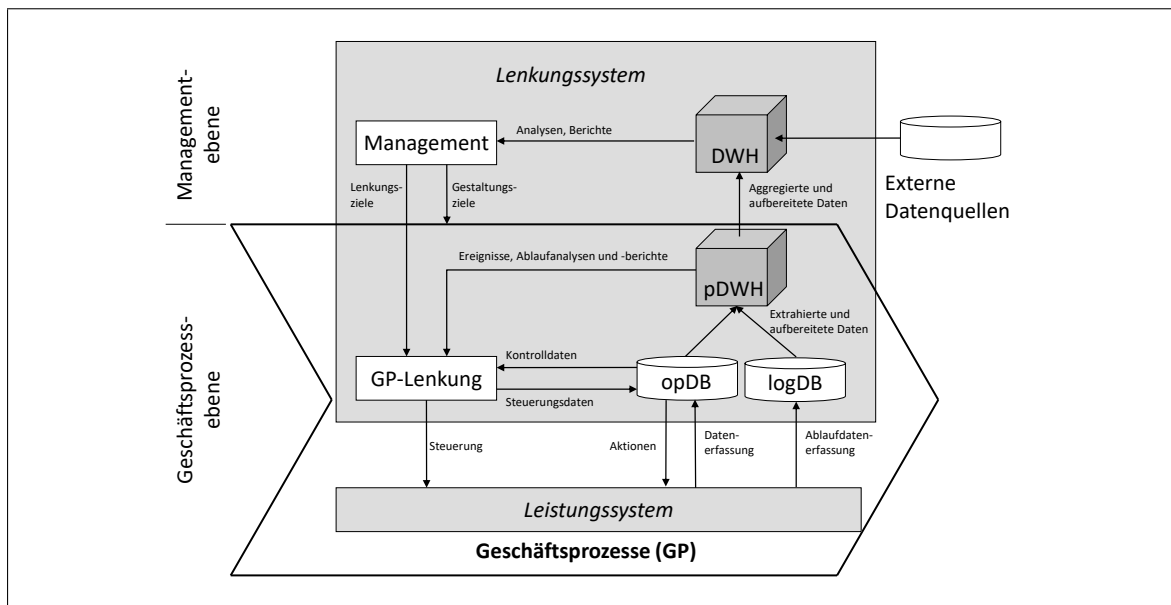 Management-
ebene
Lenkungssystem
Management
Analysen, Berichte
DWH
Externe
Datenquellen
Lenkungs-
ziele
Gestaltungs-
ziele
Aggregierte und
aufbereitete Daten
Geschäftsprozess-
ebene
Ereignisse, Ablaufanalysen und -berichte
pDWH
Extrahierte und
aufbereitete Daten
GP-Lenkung
Kontrolldaten
Steuerungsdaten
opDB
logDB
Steuerung
Aktionen
Daten-
erfassung
Ablaufdaten-
erfassung
Leistungssystem
Geschäftsprozesse (GP)